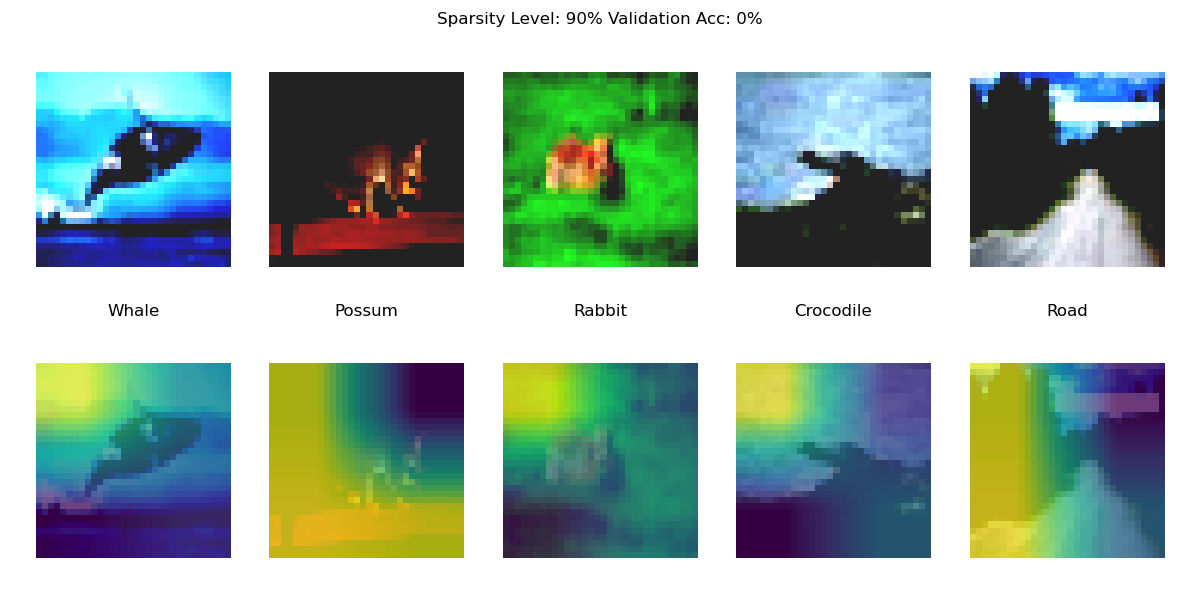 Sparsity Level: 90% Validation Acc: 0%
Whale
Possum
Rabbit
Crocodile
Road